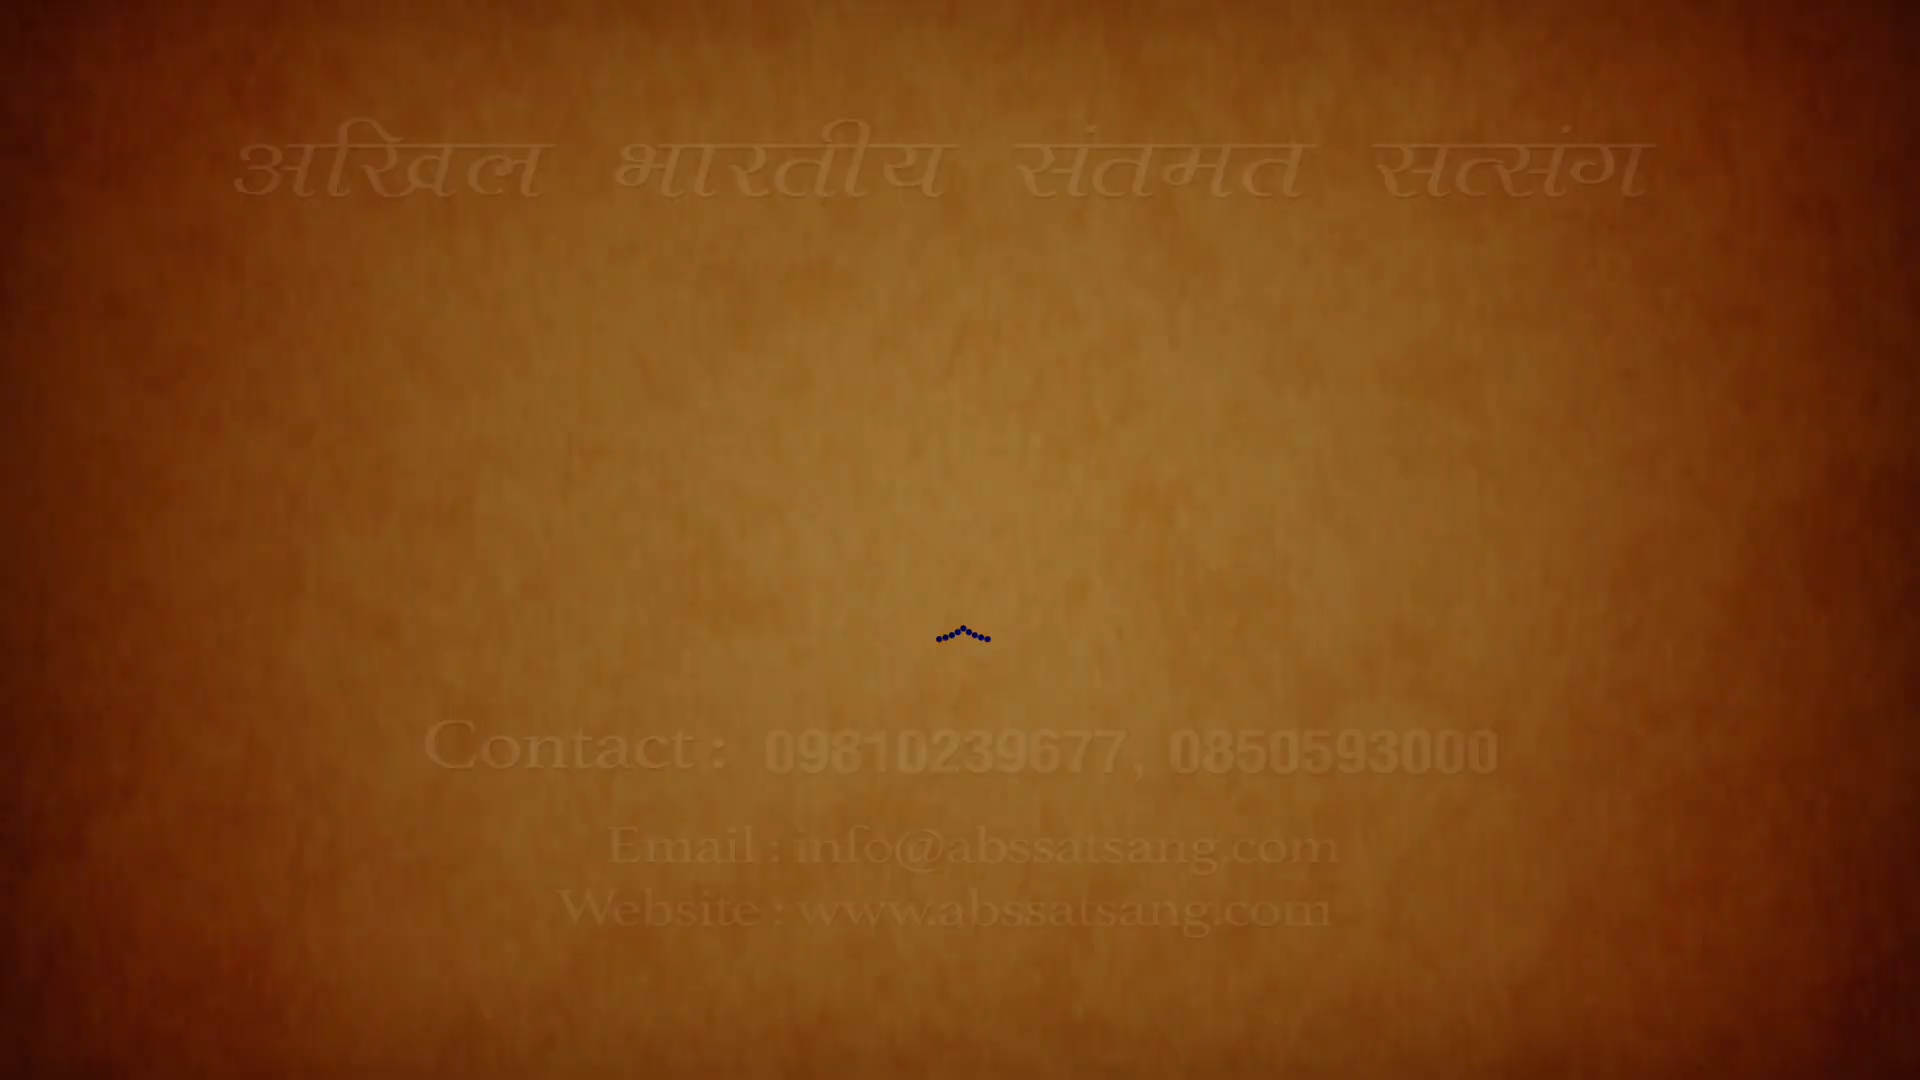 अखिल भारतीय संतमत सत्संग
Contact : 09810239677, 0850593000
Email : info@abssatsang.com
Website : www.abssatsang.com